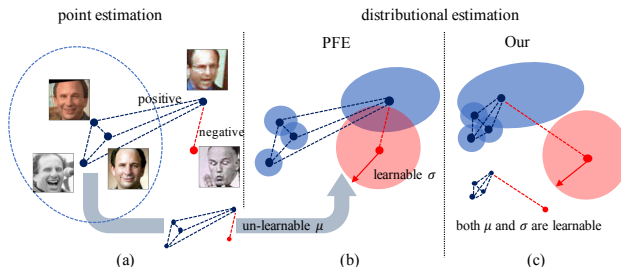 point estimation
distributional estimation
PFE
Our
positive
negative
learnable σ
un-learnable μ
both μ and σ are learnable
(a)
(b)
(c)